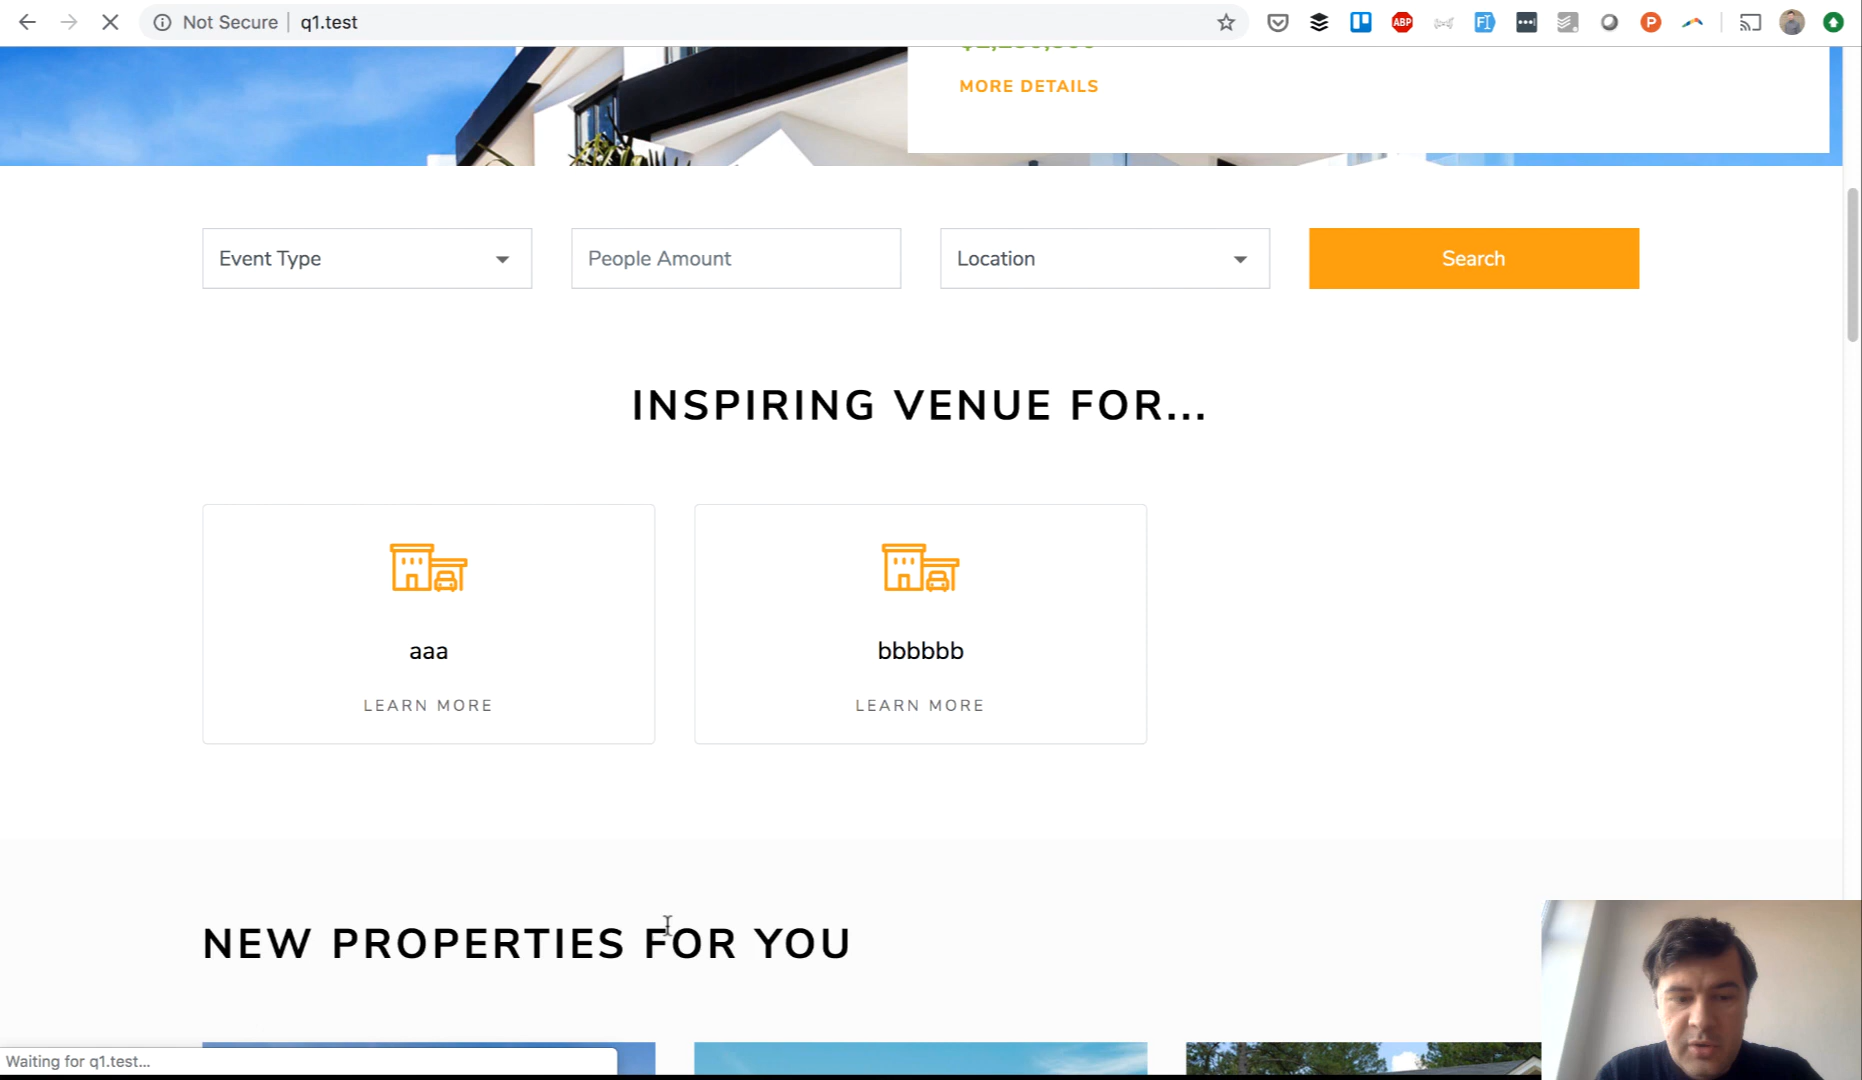 Not Secure | q1.test
ABP
MORE DETAILS
Event Type
People Amount
Location
Search
INSPIRING VENUE FOR...
aaa
bbbbbb
LEARN MORE
LEARN MORE
NEW PROPERTIES FOR YOU
Waiting for q1.test...